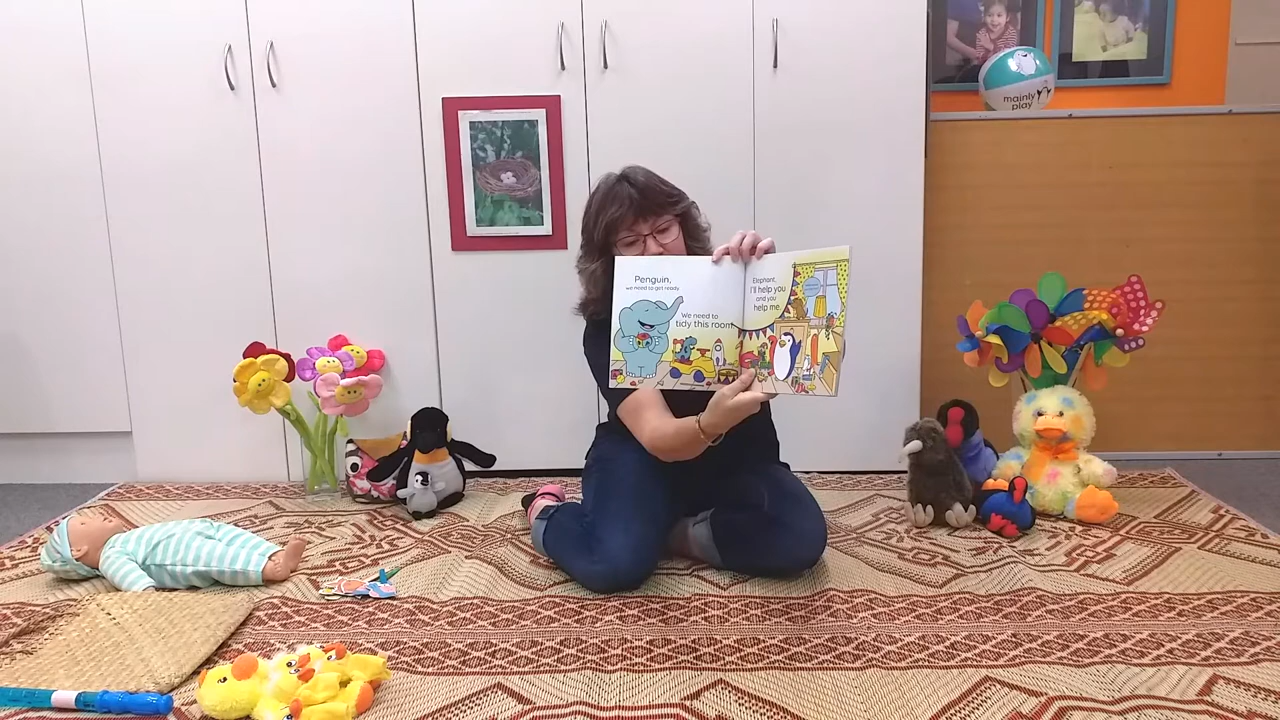 mainly
play
Penguin,
we need to get ready
We need to
tidy this room
Elephant,
I'll help you
and you
help me.